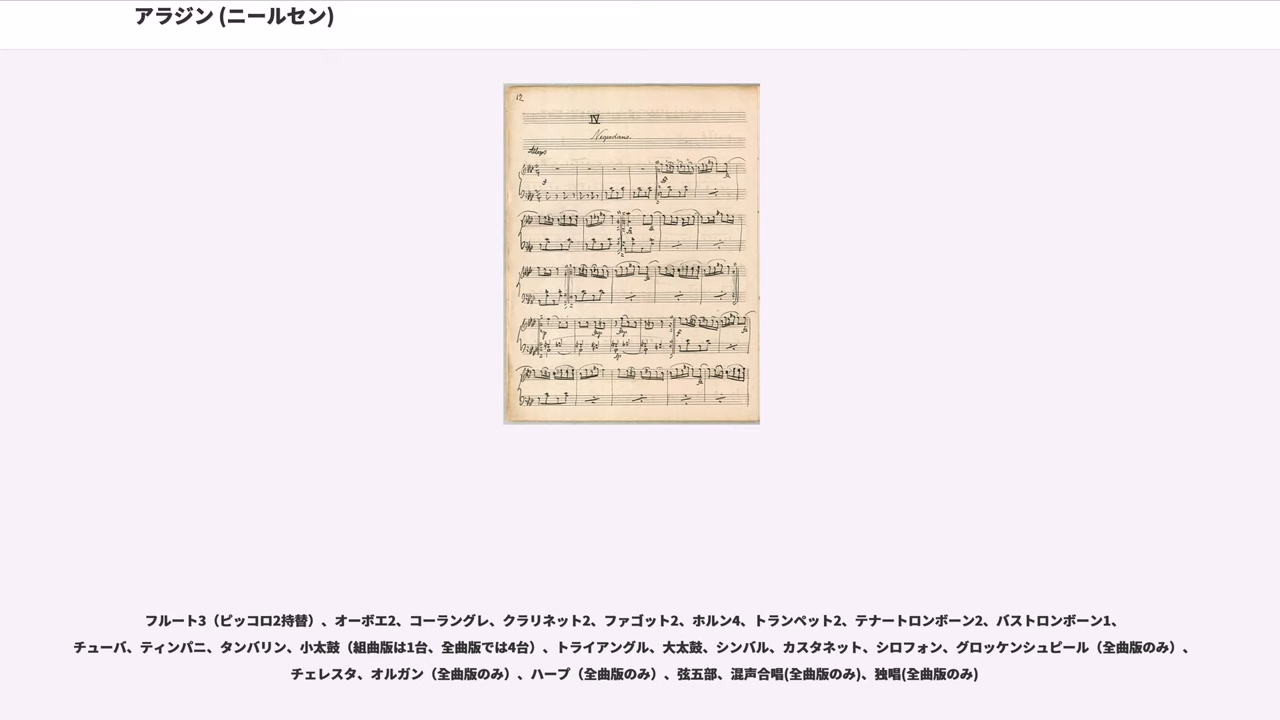 アラジン (ニールセン)
12
IV
フルート3（ピッコロ2持替）、オーボエ2、コーラングレ、クラリネット2、ファゴット2、ホルン4、トランペット2、テナートロンボーン2、バストロンボーン1、
チューバ、ティンパニ、タンバリン、小太鼓（組曲版は1台、全曲版では4台）、トライアングル、大太鼓、シンバル、カスタネット、シロフォン、グロッケンシュピール（全曲版のみ）、
チェレスタ、オルガン（全曲版のみ）、ハープ（全曲版のみ）、弦五部、混声合唱(全曲版のみ)、独唱(全曲版のみ)